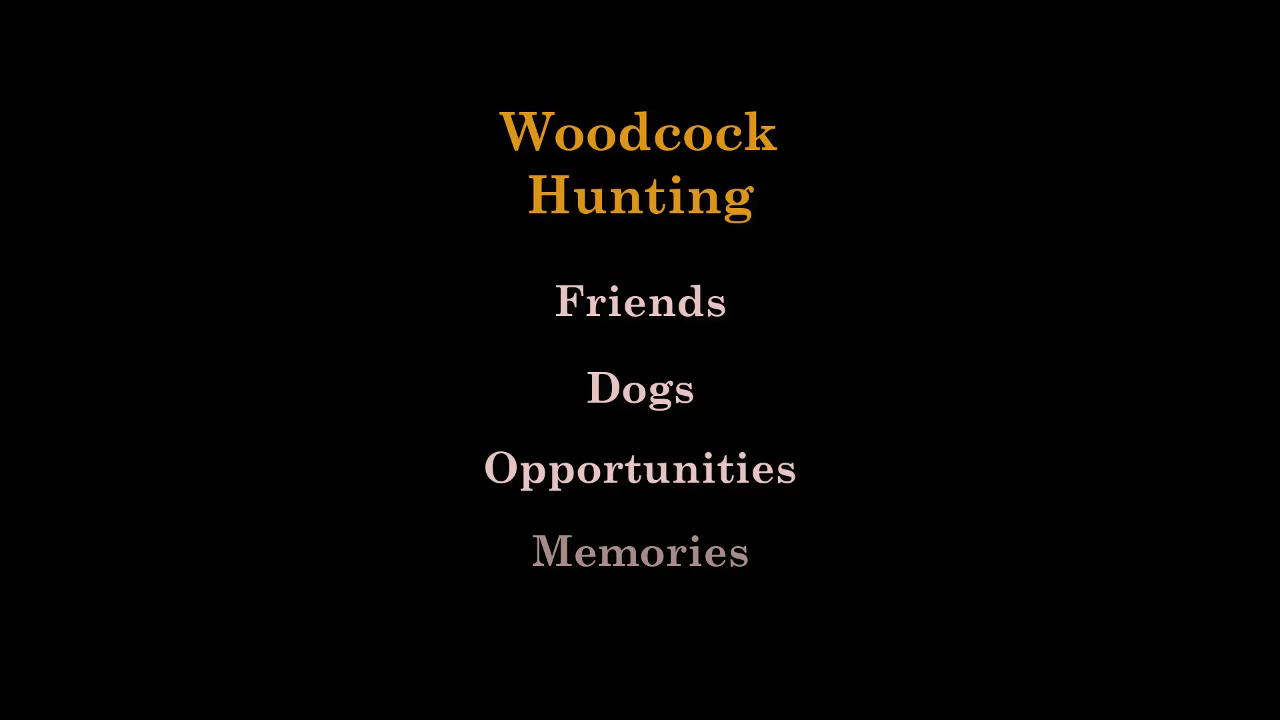 Woodcock
Hunting
Friends
Dogs
Opportunities
Memories